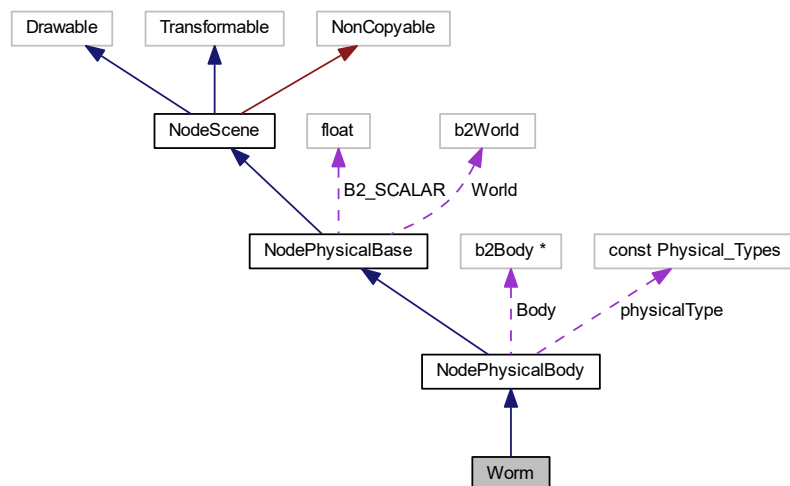 Drawable
Transformable
NonCopyable
NodeScene
float
b2World
B2_SCALAR
World
NodePhysicalBase
b2Body *
const Physical_Types
Body
physicalType
NodePhysicalBody
Worm